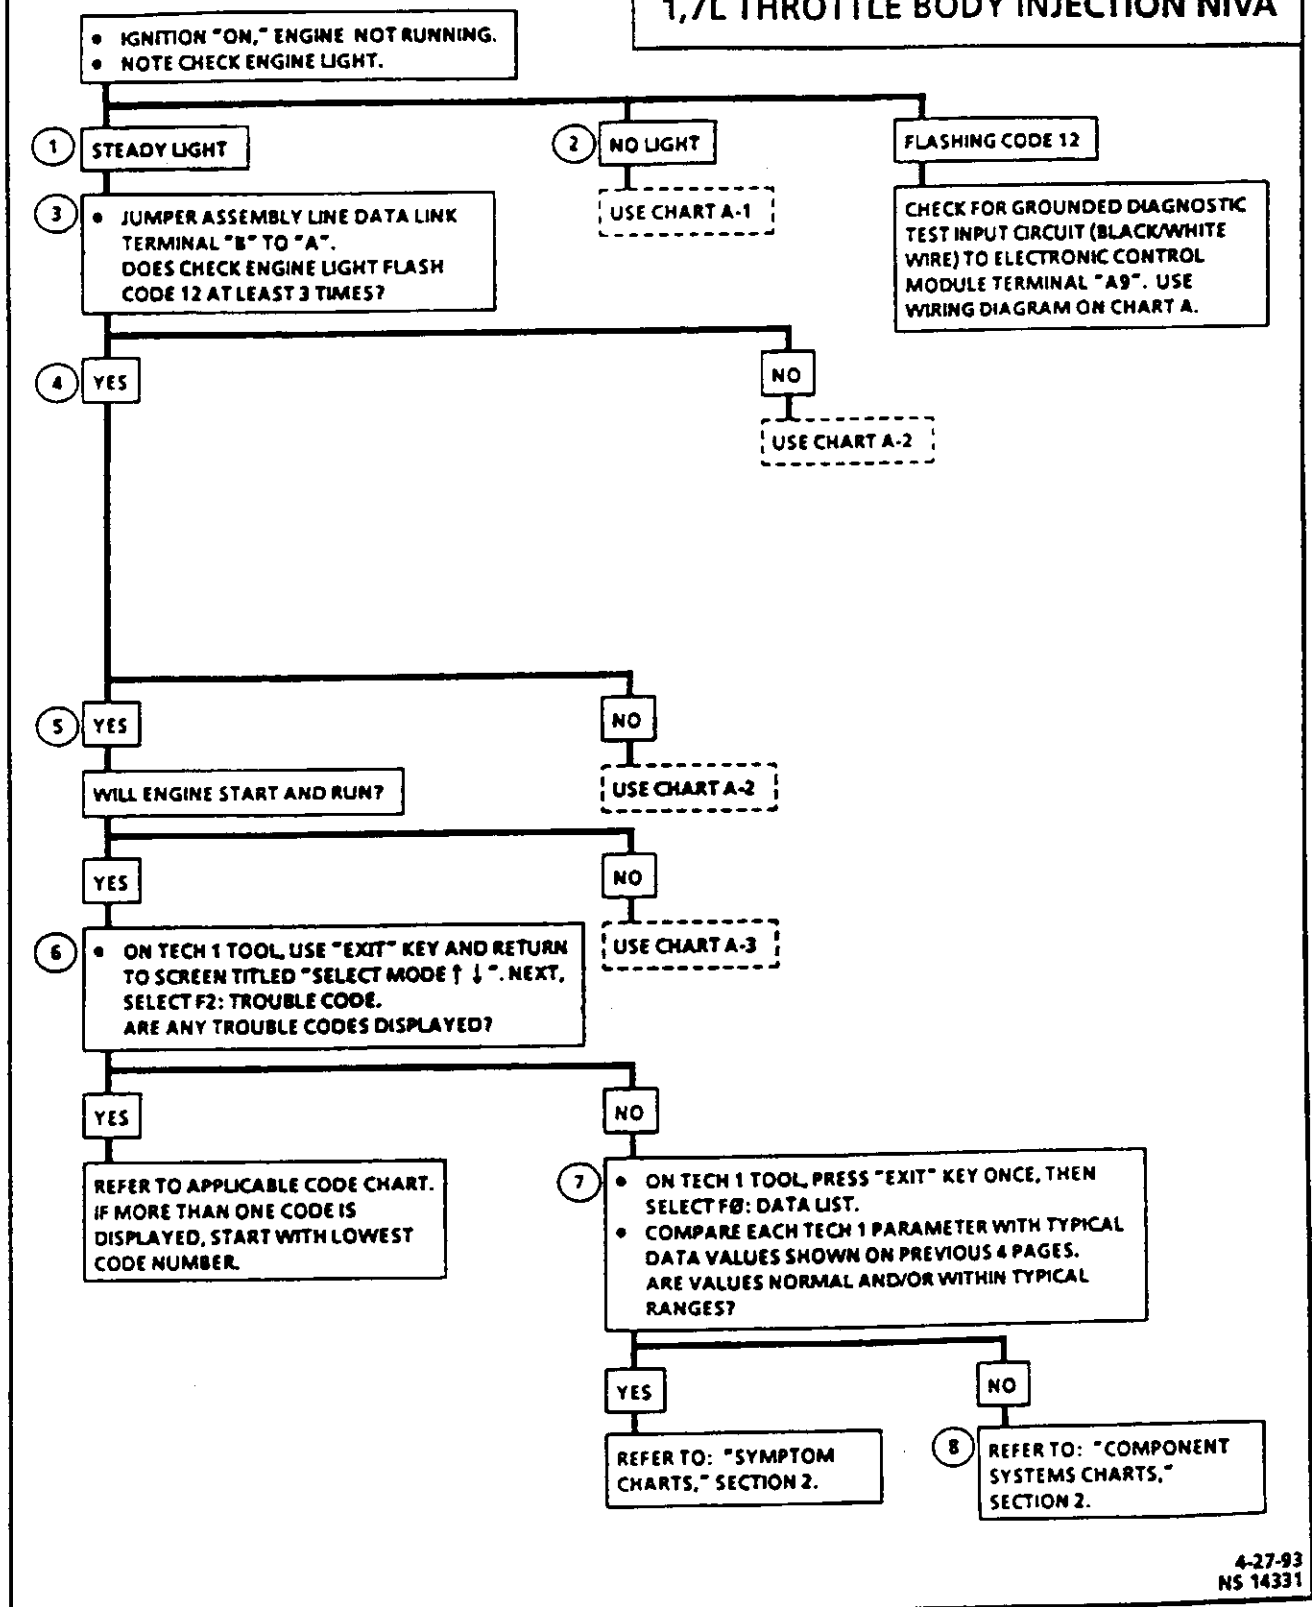 1,7L THROTTLE BODY INJECTION NIVA
• IGNITION "ON," ENGINE NOT RUNNING.
• NOTE CHECK ENGINE LIGHT.
1
STEADY LIGHT
2
NO LIGHT
FLASHING CODE 12
3
• JUMPER ASSEMBLY LINE DATA LINK
TERMINAL "B" TO "A".
DOES CHECK ENGINE LIGHT FLASH
CODE 12 AT LEAST 3 TIMES?
USE CHART A-1
CHECK FOR GROUNDED DIAGNOSTIC
TEST INPUT CIRCUIT (BLACK/WHITE
WIRE) TO ELECTRONIC CONTROL
MODULE TERMINAL "A9". USE
WIRING DIAGRAM ON CHART A.
4
YES
NO
USE CHART A-2
5
YES
NO
WILL ENGINE START AND RUN?
USE CHART A-2
YES
NO
6
• ON TECH 1 TOOL, USE "EXIT" KEY AND RETURN
TO SCREEN TITLED "SELECT MODE ↑ ↓". NEXT,
SELECT F2: TROUBLE CODE.
ARE ANY TROUBLE CODES DISPLAYED?
USE CHART A-3
YES
NO
REFER TO APPLICABLE CODE CHART.
IF MORE THAN ONE CODE IS
DISPLAYED, START WITH LOWEST
CODE NUMBER.
7
• ON TECH 1 TOOL, PRESS "EXIT" KEY ONCE, THEN
SELECT FØ: DATA LIST.
• COMPARE EACH TECH 1 PARAMETER WITH TYPICAL
DATA VALUES SHOWN ON PREVIOUS 4 PAGES.
ARE VALUES NORMAL AND/OR WITHIN TYPICAL
RANGES?
YES
NO
REFER TO: "SYMPTOM
CHARTS," SECTION 2.
8
REFER TO: "COMPONENT
SYSTEMS CHARTS,"
SECTION 2.
4-27-93
NS 14331